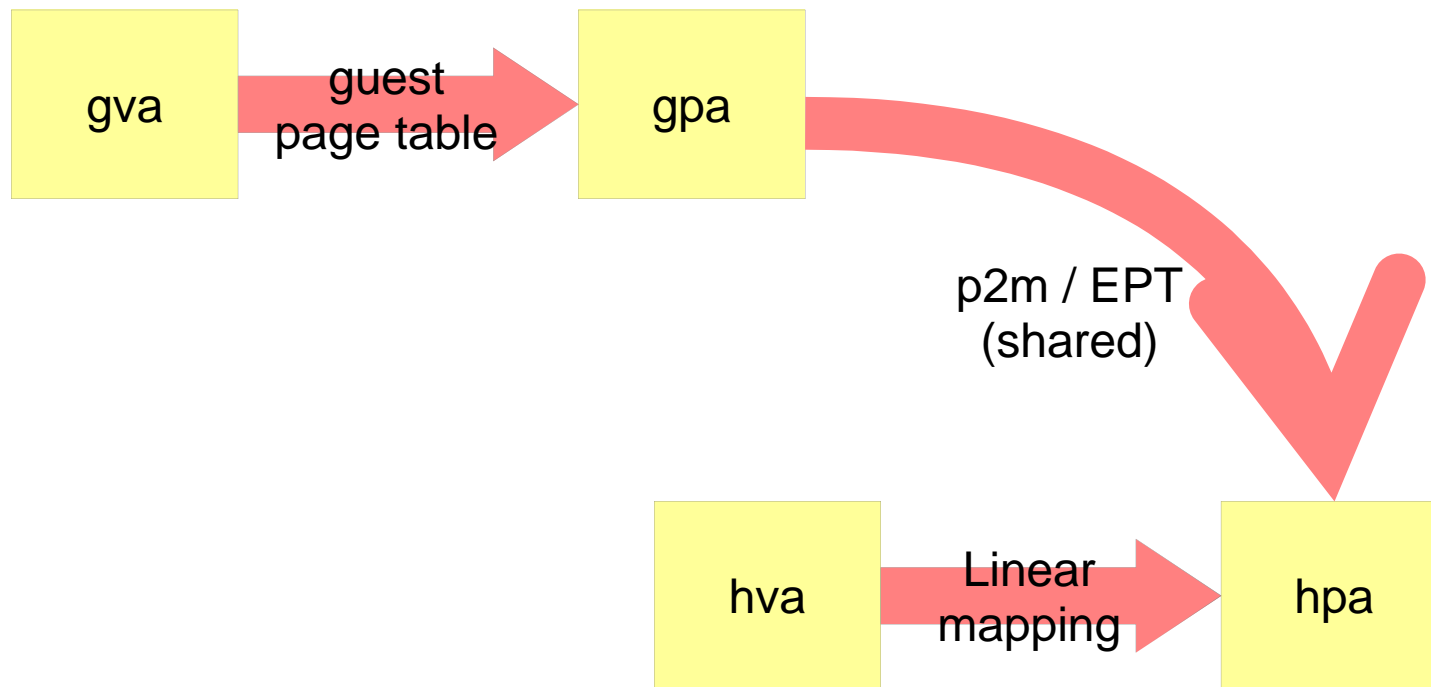 gva
guest
page table
gpa
p2m / EPT
(shared)
hva
Linear
mapping
hpa